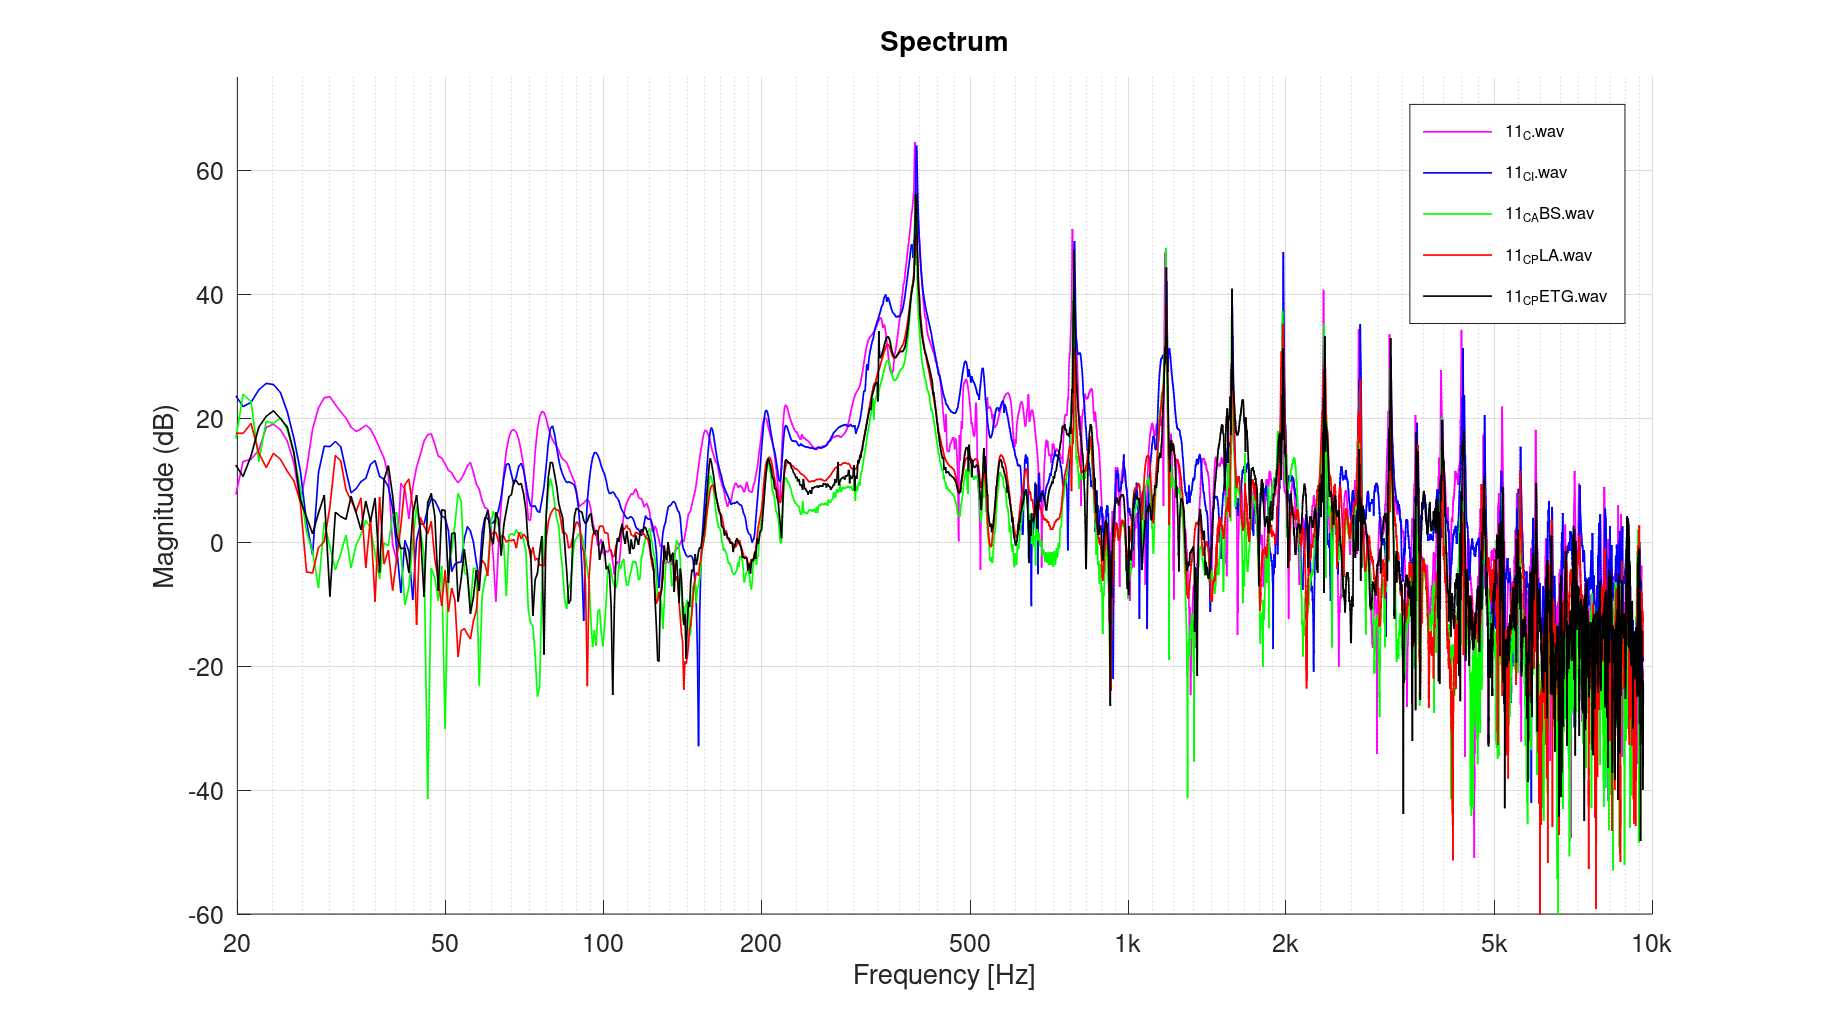 Spectrum
11C.wav
11CI.wav
11CABS.wav
11CPLA.wav
11CPETG.wav
Magnitude (dB)
60
40
20
0
-20
-40
-60
20 50 100 200 500 1k 2k 5k 10k
Frequency [Hz]